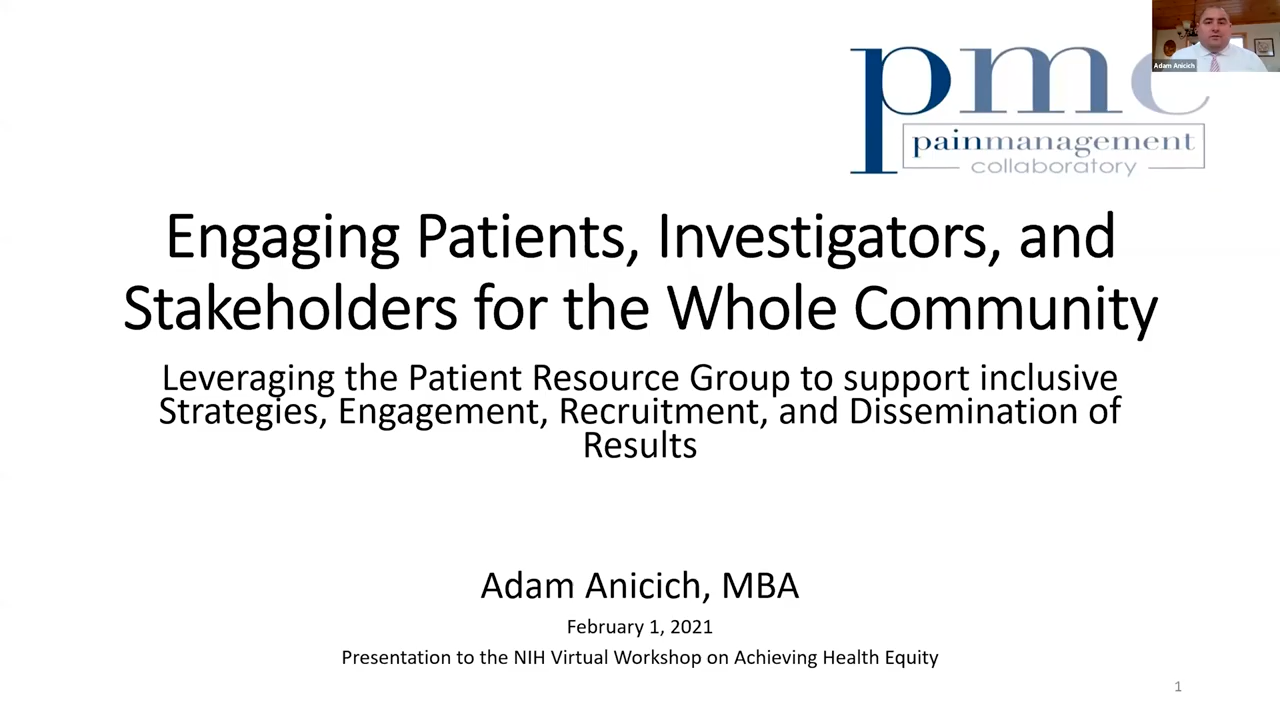 Adam Anicich
pmc
painmanagement
collaboratory
Engaging Patients, Investigators, and
Stakeholders for the Whole Community
Leveraging the Patient Resource Group to support inclusive
Strategies, Engagement, Recruitment, and Dissemination of
Results
Adam Anicich, MBA
February 1, 2021
Presentation to the NIH Virtual Workshop on Achieving Health Equity
1